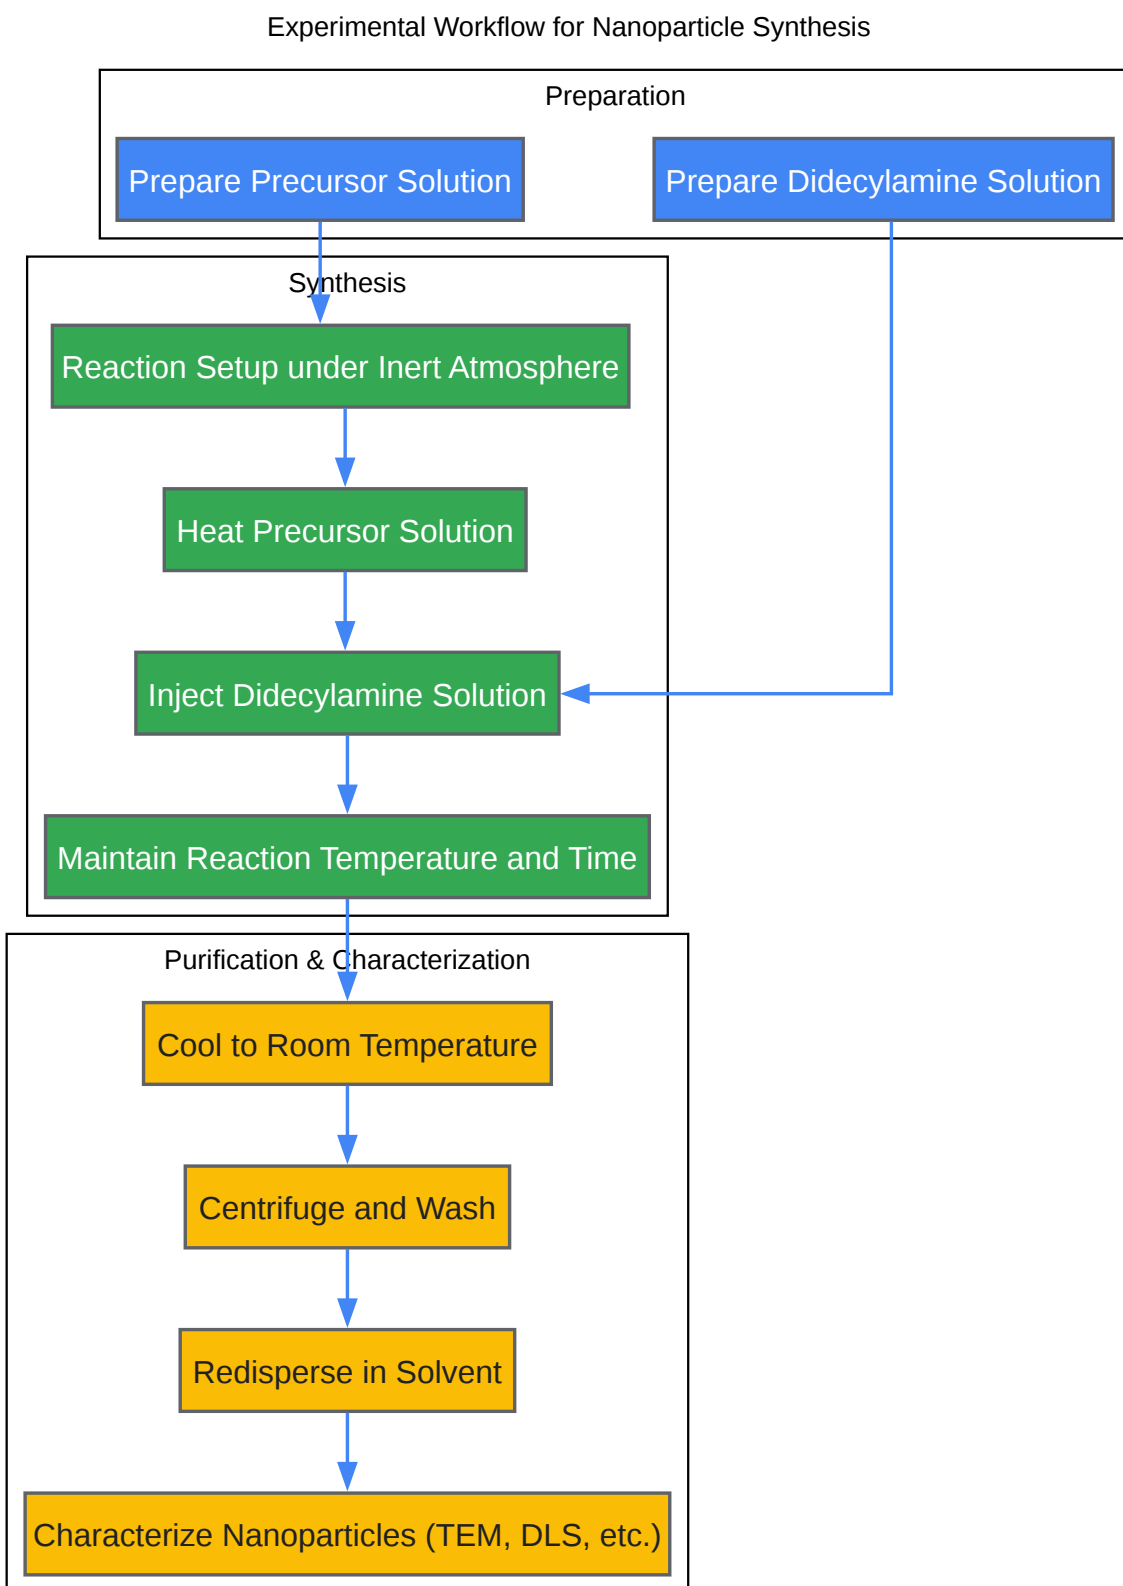 Experimental Workflow for Nanoparticle Synthesis
Preparation
Prepare Precursor Solution
Prepare Didecylamine Solution
Synthesis
Reaction Setup under Inert Atmosphere
Heat Precursor Solution
Inject Didecylamine Solution
Maintain Reaction Temperature and Time
Purification & Characterization
Cool to Room Temperature
Centrifuge and Wash
Redisperse in Solvent
Characterize Nanoparticles (TEM, DLS, etc.)